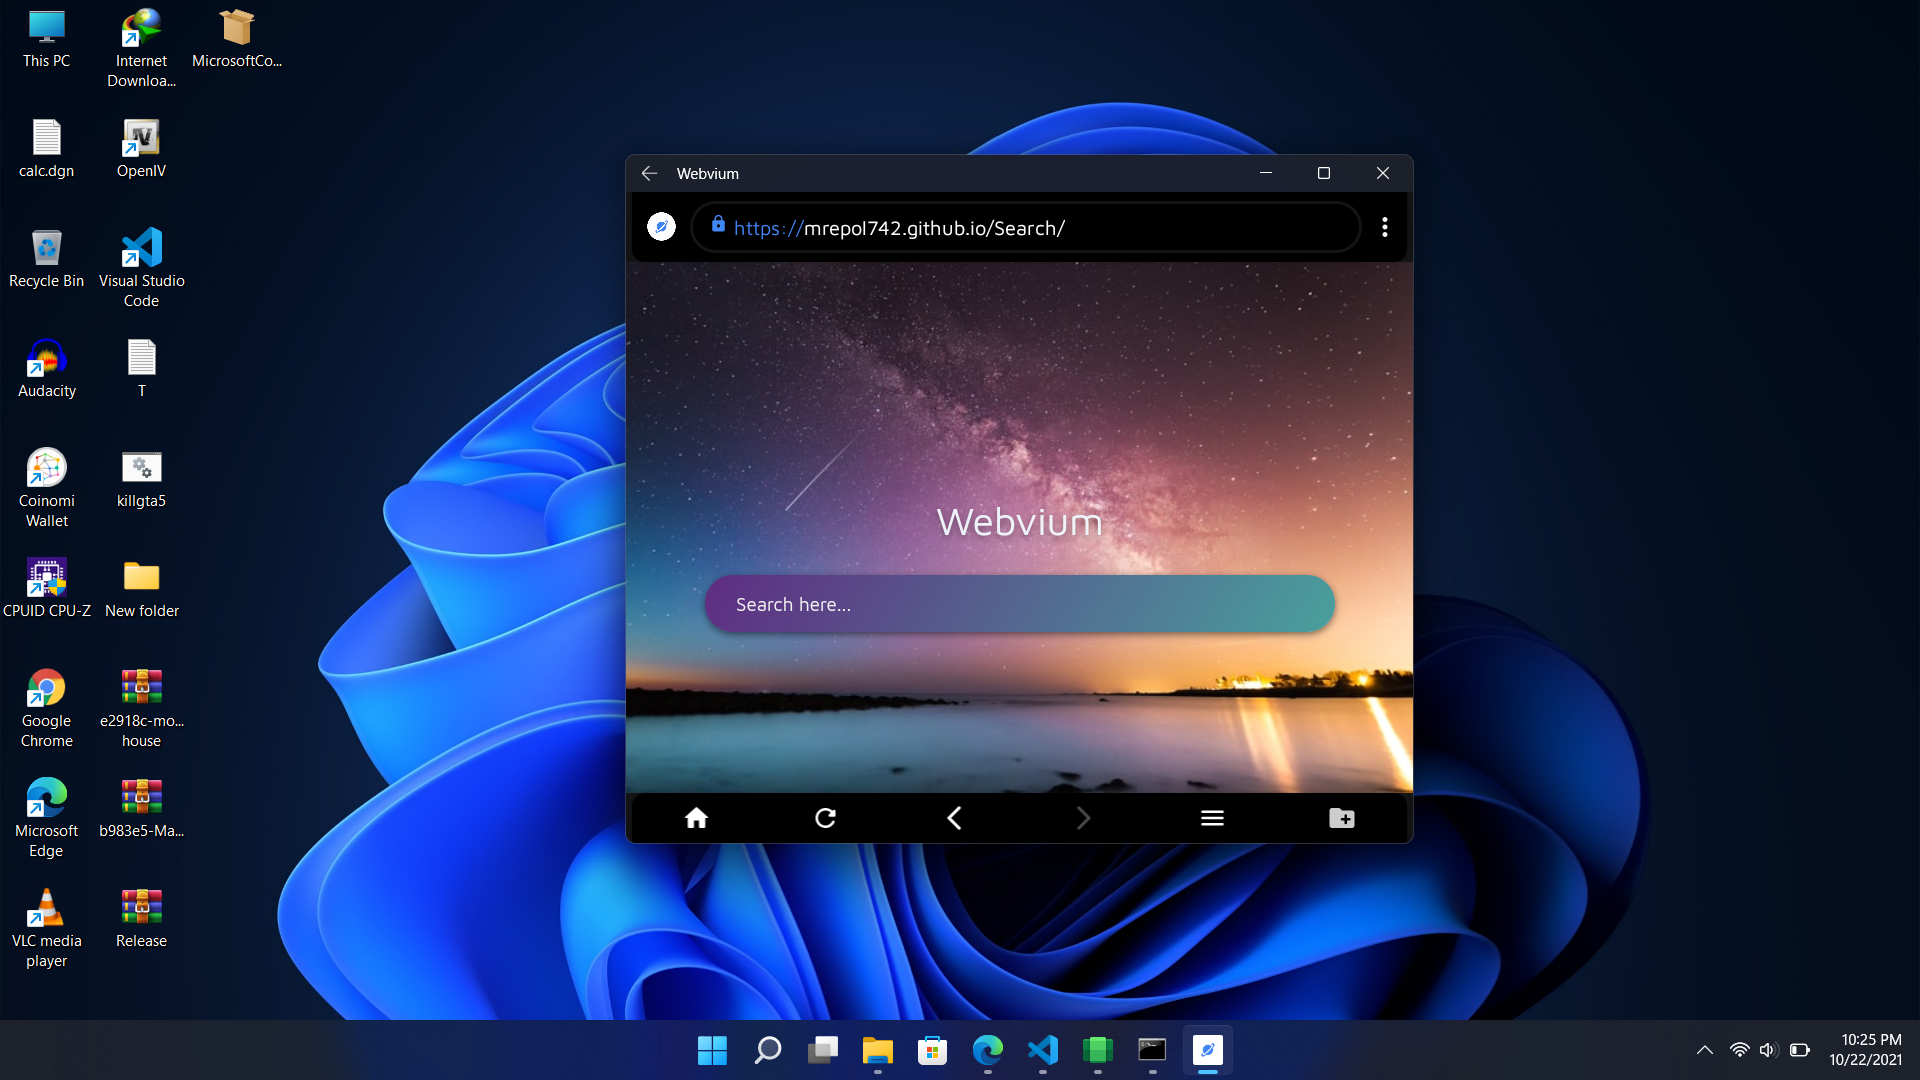 This PC
Internet
Downloa...
MicrosoftCo...
calc.dgn
OpenIV
Recycle Bin
Visual Studio
Code
Audacity
T
Coinomi
Wallet
killgta5
CPUID CPU-Z
New folder
Google
Chrome
e2918c-mo...
house
Microsoft
Edge
b983e5-Ma...
VLC media
player
Release
Webvium
https://mrepol742.github.io/Search/
Webvium
Search here...
10:25 PM
10/22/2021